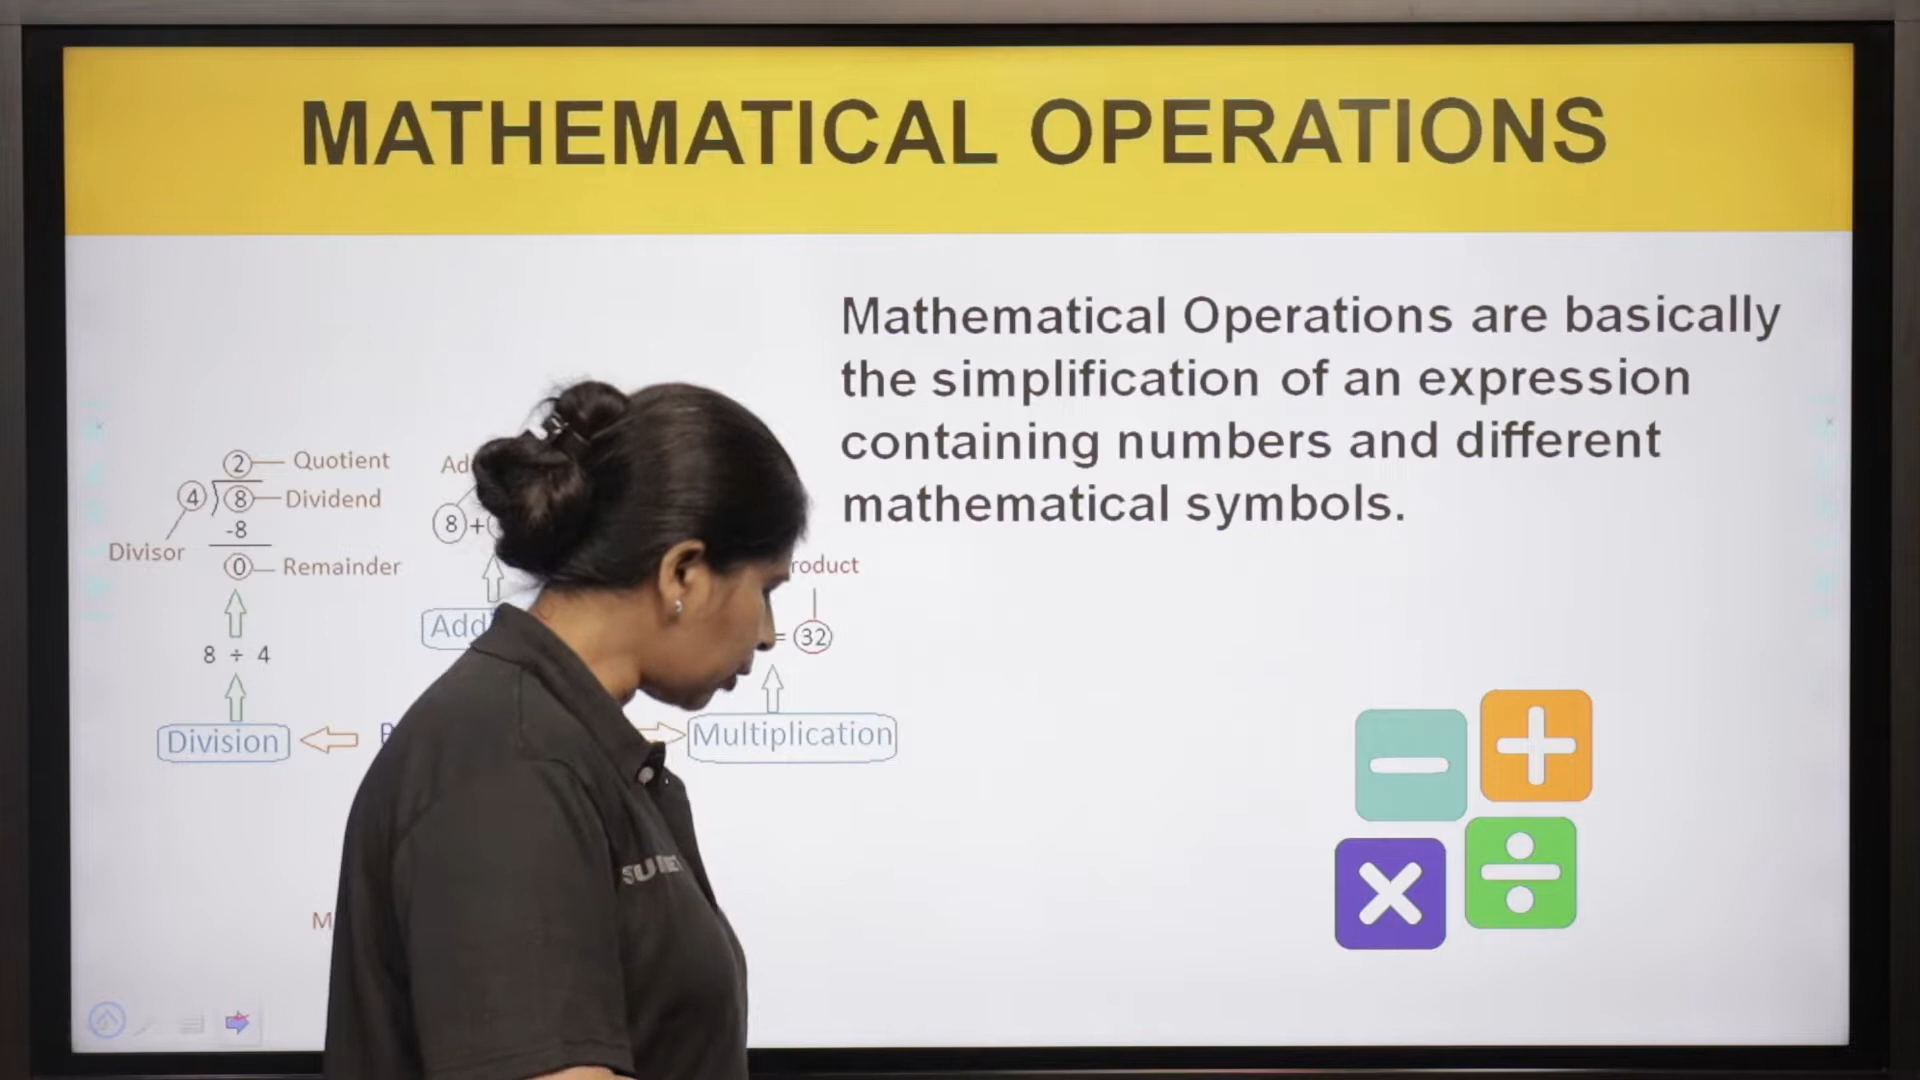 MATHEMATICAL OPERATIONS
Mathematical Operations are basically
the simplification of an expression
containing numbers and different
mathematical symbols.
2 Quotient
4 8 Dividend
-8
Divisor
0 Remainder
8 ÷ 4
Division
8 +
Multiplication
= 32
− +
× ÷